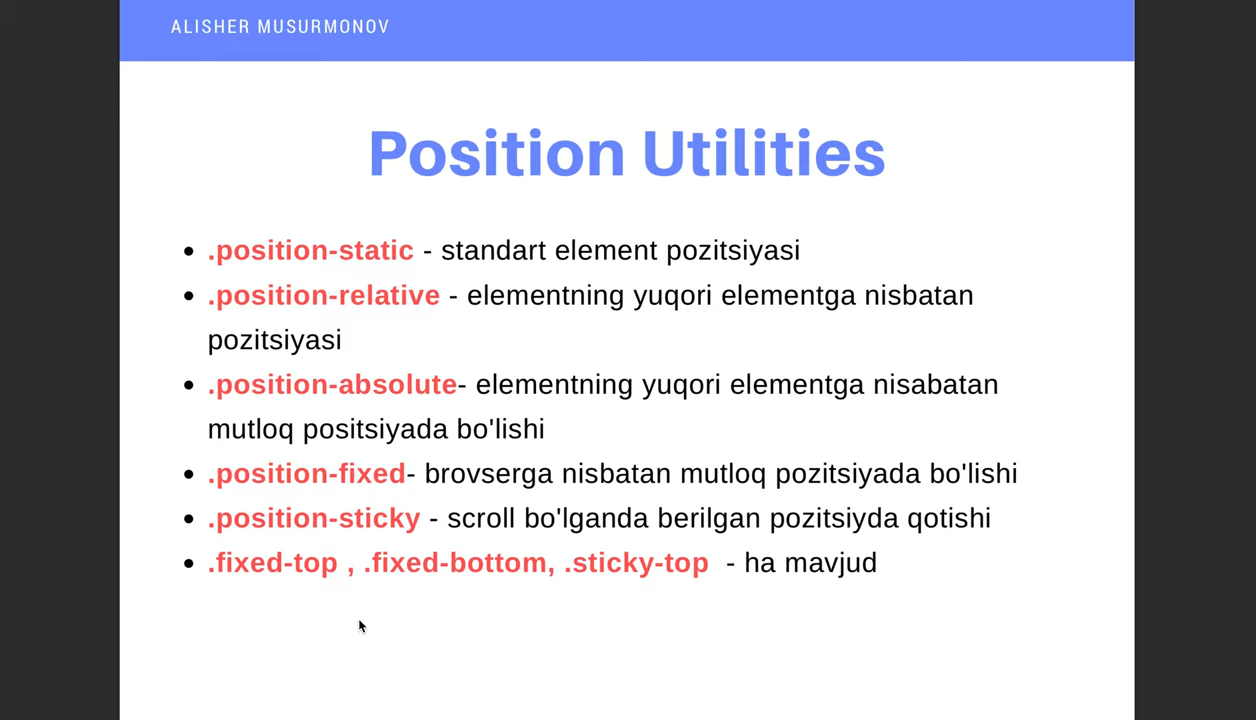 ALISHER MUSURMONOV
Position Utilities
.position-static - standart element pozitsiyasi
.position-relative - elementning yuqori elementga nisbatan
pozitsiyasi
.position-absolute- elementning yuqori elementga nisabatan
mutloq positsiyada bo'lishi
.position-fixed- brovserga nisbatan mutloq pozitsiyada bo'lishi
.position-sticky - scroll bo'lganda berilgan pozitsiyda qotishi
.fixed-top , .fixed-bottom, .sticky-top - ha mavjud